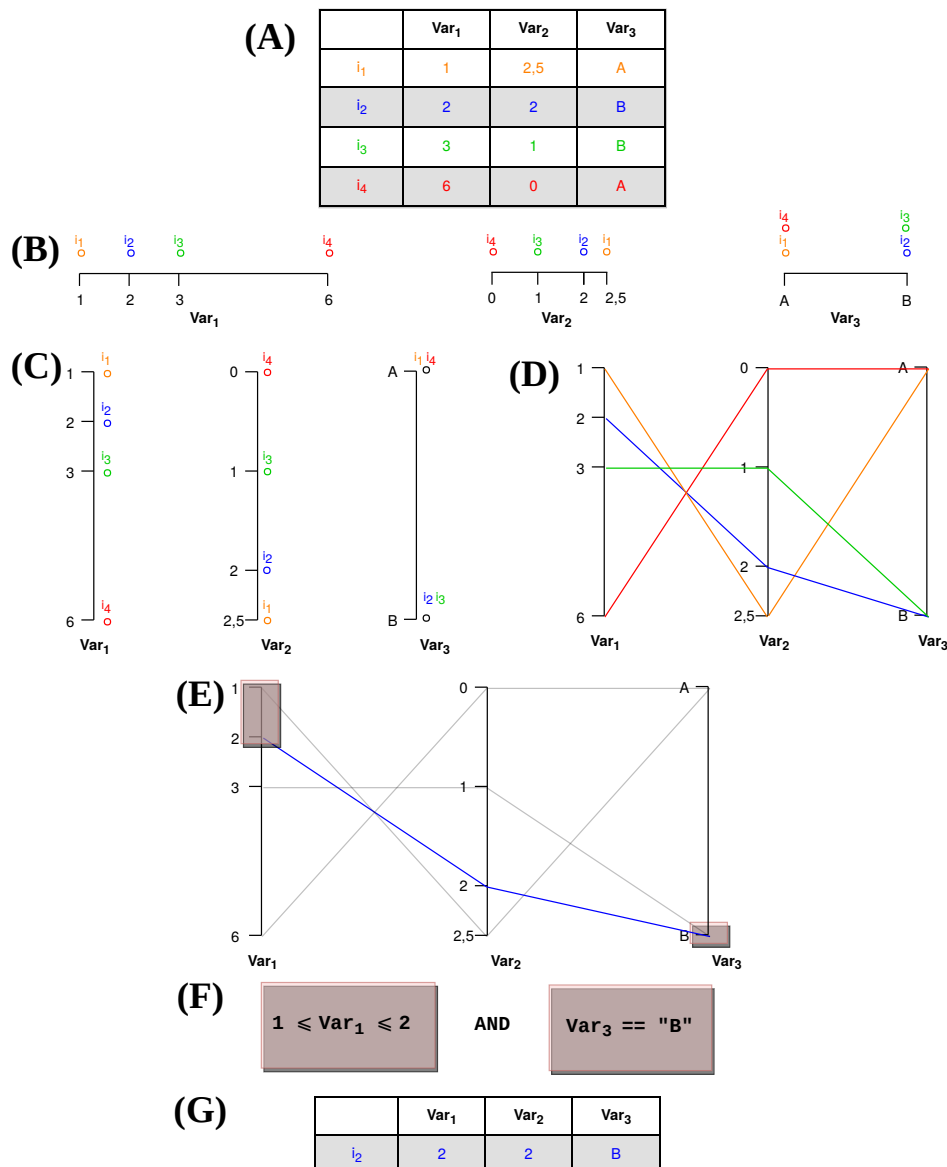 (A)
Var1 Var2 Var3
i1 1 2,5 A
i2 2 2 B
i3 3 1 B
i4 6 0 A
(B)
i1 i2 i3 i4
1 2 3 6
Var1
i4 i3 i2 i1
0 1 2 2,5
Var2
i4 i3
i1 i2
A B
Var3
(C)
i1
1
i2
2
i3
3
i4
6
Var1
i4
0
i3
1
i2
2
i1
2,5
Var2
i1 i4
A
i2 i3
B
Var3
(D)
1 0 A
2
3 1
2
6 2,5 B
Var1 Var2 Var3
(E)
1 0 A
2
3 1
2
6 2,5 B
Var1 Var2 Var3
(F)
1 ⩽ Var1 ⩽ 2 AND Var3 == "B"
(G)
Var1 Var2 Var3
i2 2 2 B